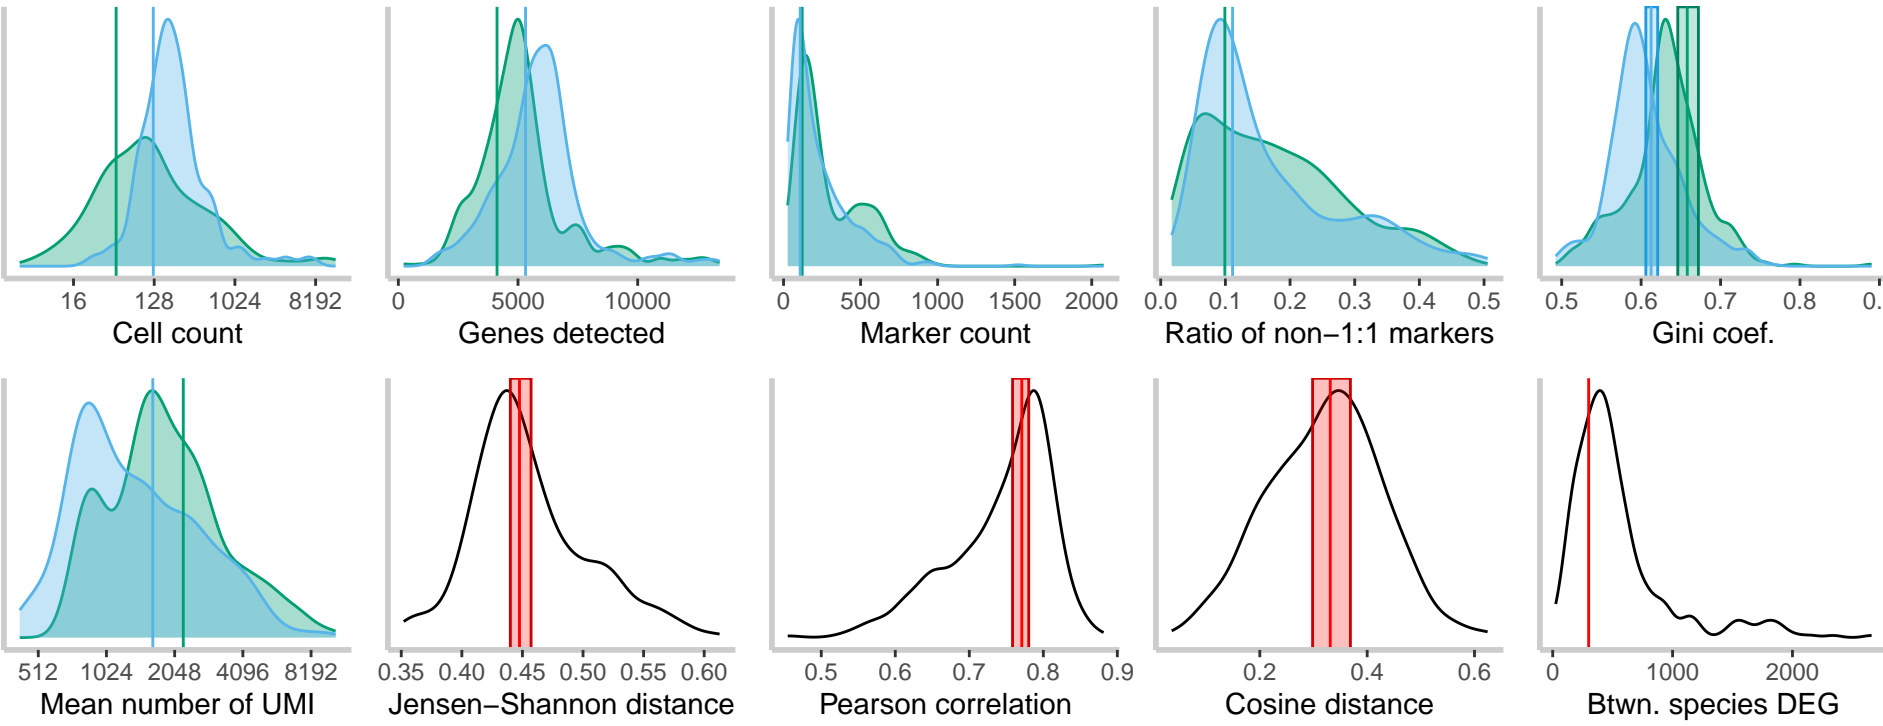 16 128 1024 8192
Cell count
0 5000 10000
Genes detected
0 500 1000 1500 2000
Marker count
0.0 0.1 0.2 0.3 0.4 0.5
Ratio of non−1:1 markers
0.5 0.6 0.7 0.8 0.
Gini coef.
512 1024 2048 4096 8192
Mean number of UMI
0.35 0.40 0.45 0.50 0.55 0.60
Jensen−Shannon distance
0.5 0.6 0.7 0.8 0.9
Pearson correlation
0.2 0.4 0.6
Cosine distance
0 1000 2000
Btwn. species DEG